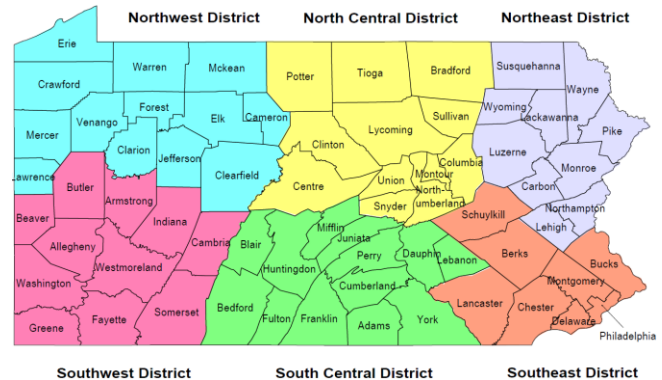 Northwest District
North Central District
Northeast District
Erie
Warren
Mckean
Potter
Tioga
Bradford
Susquehanna
Crawford
Wayne
Forest
Wyoming
Sullivan
Lackawanna
Venango
Elk
Cameron
Lycoming
Pike
Mercer
Clinton
Clarion
Luzerne
Jefferson
Columbia
Monroe
Lawrence
Clearfield
Centre
Union
Montour
Carbon
Butler
North-
umberland
Snyder
Armstrong
Northampton
Beaver
Schuylkill
Indiana
Mifflin
Lehigh
Juniata
Allegheny
Cambria
Blair
Dauphin
Berks
Bucks
Perry
Lebanon
Westmoreland
Huntingdon
Montgomery
Washington
Cumberland
Lancaster
Chester
Bedford
Somerset
Fayette
Fulton
Franklin
York
Delaware
Greene
Adams
Philadelphia
Southwest District
South Central District
Southeast District